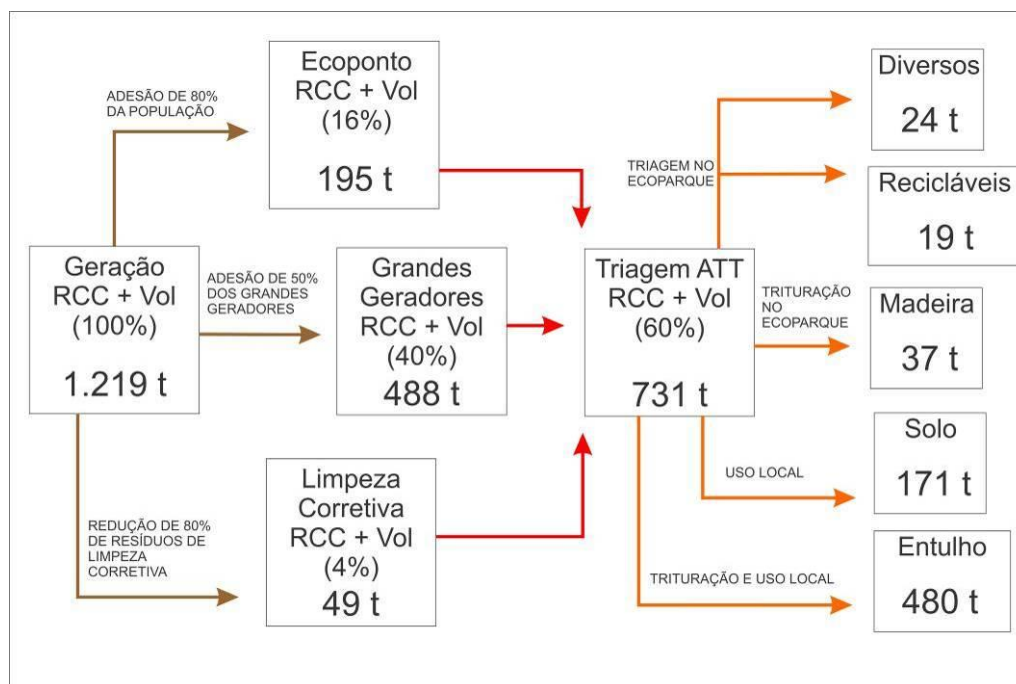 ADESÃO DE 80%
DA POPULAÇÃO
Ecoponto
RCC + Vol
(16%)
195 t
Geração
RCC + Vol
(100%)
1.219 t
ADESÃO DE 50%
DOS GRANDES
GERADORES
Grandes
Geradores
RCC + Vol
(40%)
488 t
REDUÇÃO DE 80%
DE RESÍDUOS DE
LIMPEZA
CORRETIVA
Limpeza
Corretiva
RCC + Vol
(4%)
49 t
Triagem ATT
RCC + Vol
(60%)
731 t
TRIAGEM NO
ECOPARQUE
Diversos
24 t
Recicláveis
19 t
TRITURAÇÃO
NO
ECOPARQUE
Madeira
37 t
USO LOCAL
Solo
171 t
TRITURAÇÃO E USO LOCAL
Entulho
480 t